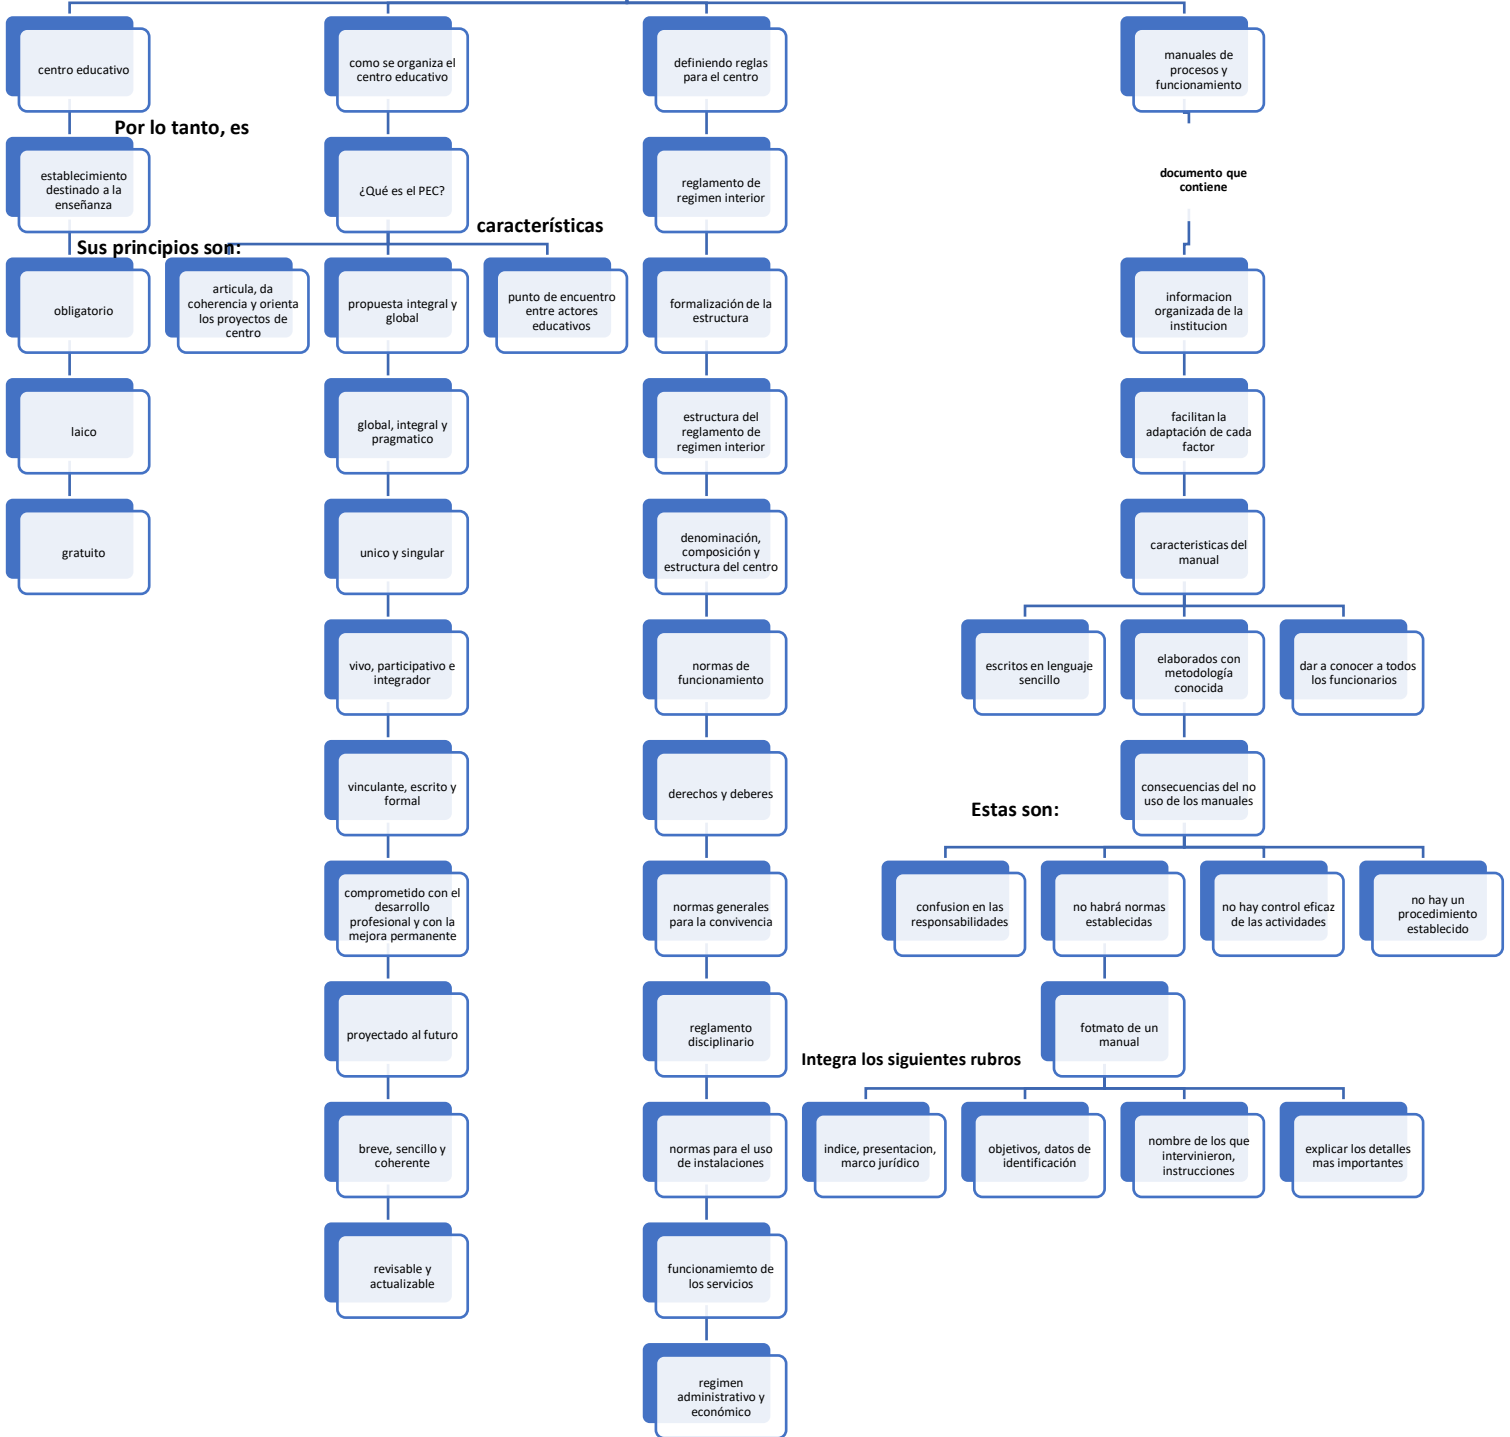 centro educativo
como se organiza el
centro educativo
definiendo reglas
para el centro
manuales de
procesos y
funcionamiento
Por lo tanto, es
establecimiento
destinado a la
enseñanza
¿Qué es el PEC?
reglamento de
regimen interior
documento que
contiene
características
Sus principios son:
obligatorio
articula, da
coherencia y orienta
los proyectos de
centro
propuesta integral y
global
punto de encuentro
entre actores
educativos
formalización de la
estructura
informacion
organizada de la
institucion
laico
global, integral y
pragmatico
estructura del
reglamento de
regimen interior
facilitan la
adaptación de cada
factor
gratuito
unico y singular
denominación,
composición y
estructura del centro
caracteristicas del
manual
vivo, participativo e
integrador
normas de
funcionamiento
escritos en lenguaje
sencillo
elaborados con
metodología
conocida
dar a conocer a todos
los funcionarios
vinculante, escrito y
formal
derechos y deberes
consecuencias del no
uso de los manuales
Estas son:
comprometido con el
desarrollo
profesional y con la
mejora permanente
normas generales
para la convivencia
confusion en las
responsabilidades
no habrá normas
establecidas
no hay control eficaz
de las actividades
no hay un
procedimiento
establecido
proyectado al futuro
reglamento
disciplinario
fotmato de un
manual
Integra los siguientes rubros
breve, sencillo y
coherente
normas para el uso
de instalaciones
indice, presentacion,
marco jurídico
objetivos, datos de
identificación
nombre de los que
intervinieron,
instrucciones
explicar los detalles
mas importantes
revisable y
actualizable
funcionamiemto de
los servicios
regimen
administrativo y
económico